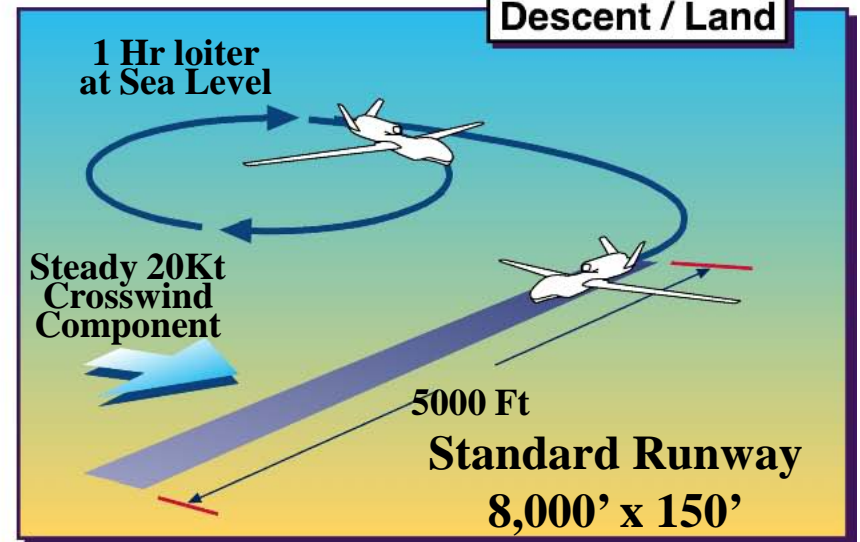 Descent / Land
1 Hr loiter
at Sea Level
Steady 20Kt
Crosswind
Component
5000 Ft
Standard Runway
8,000’ x 150’